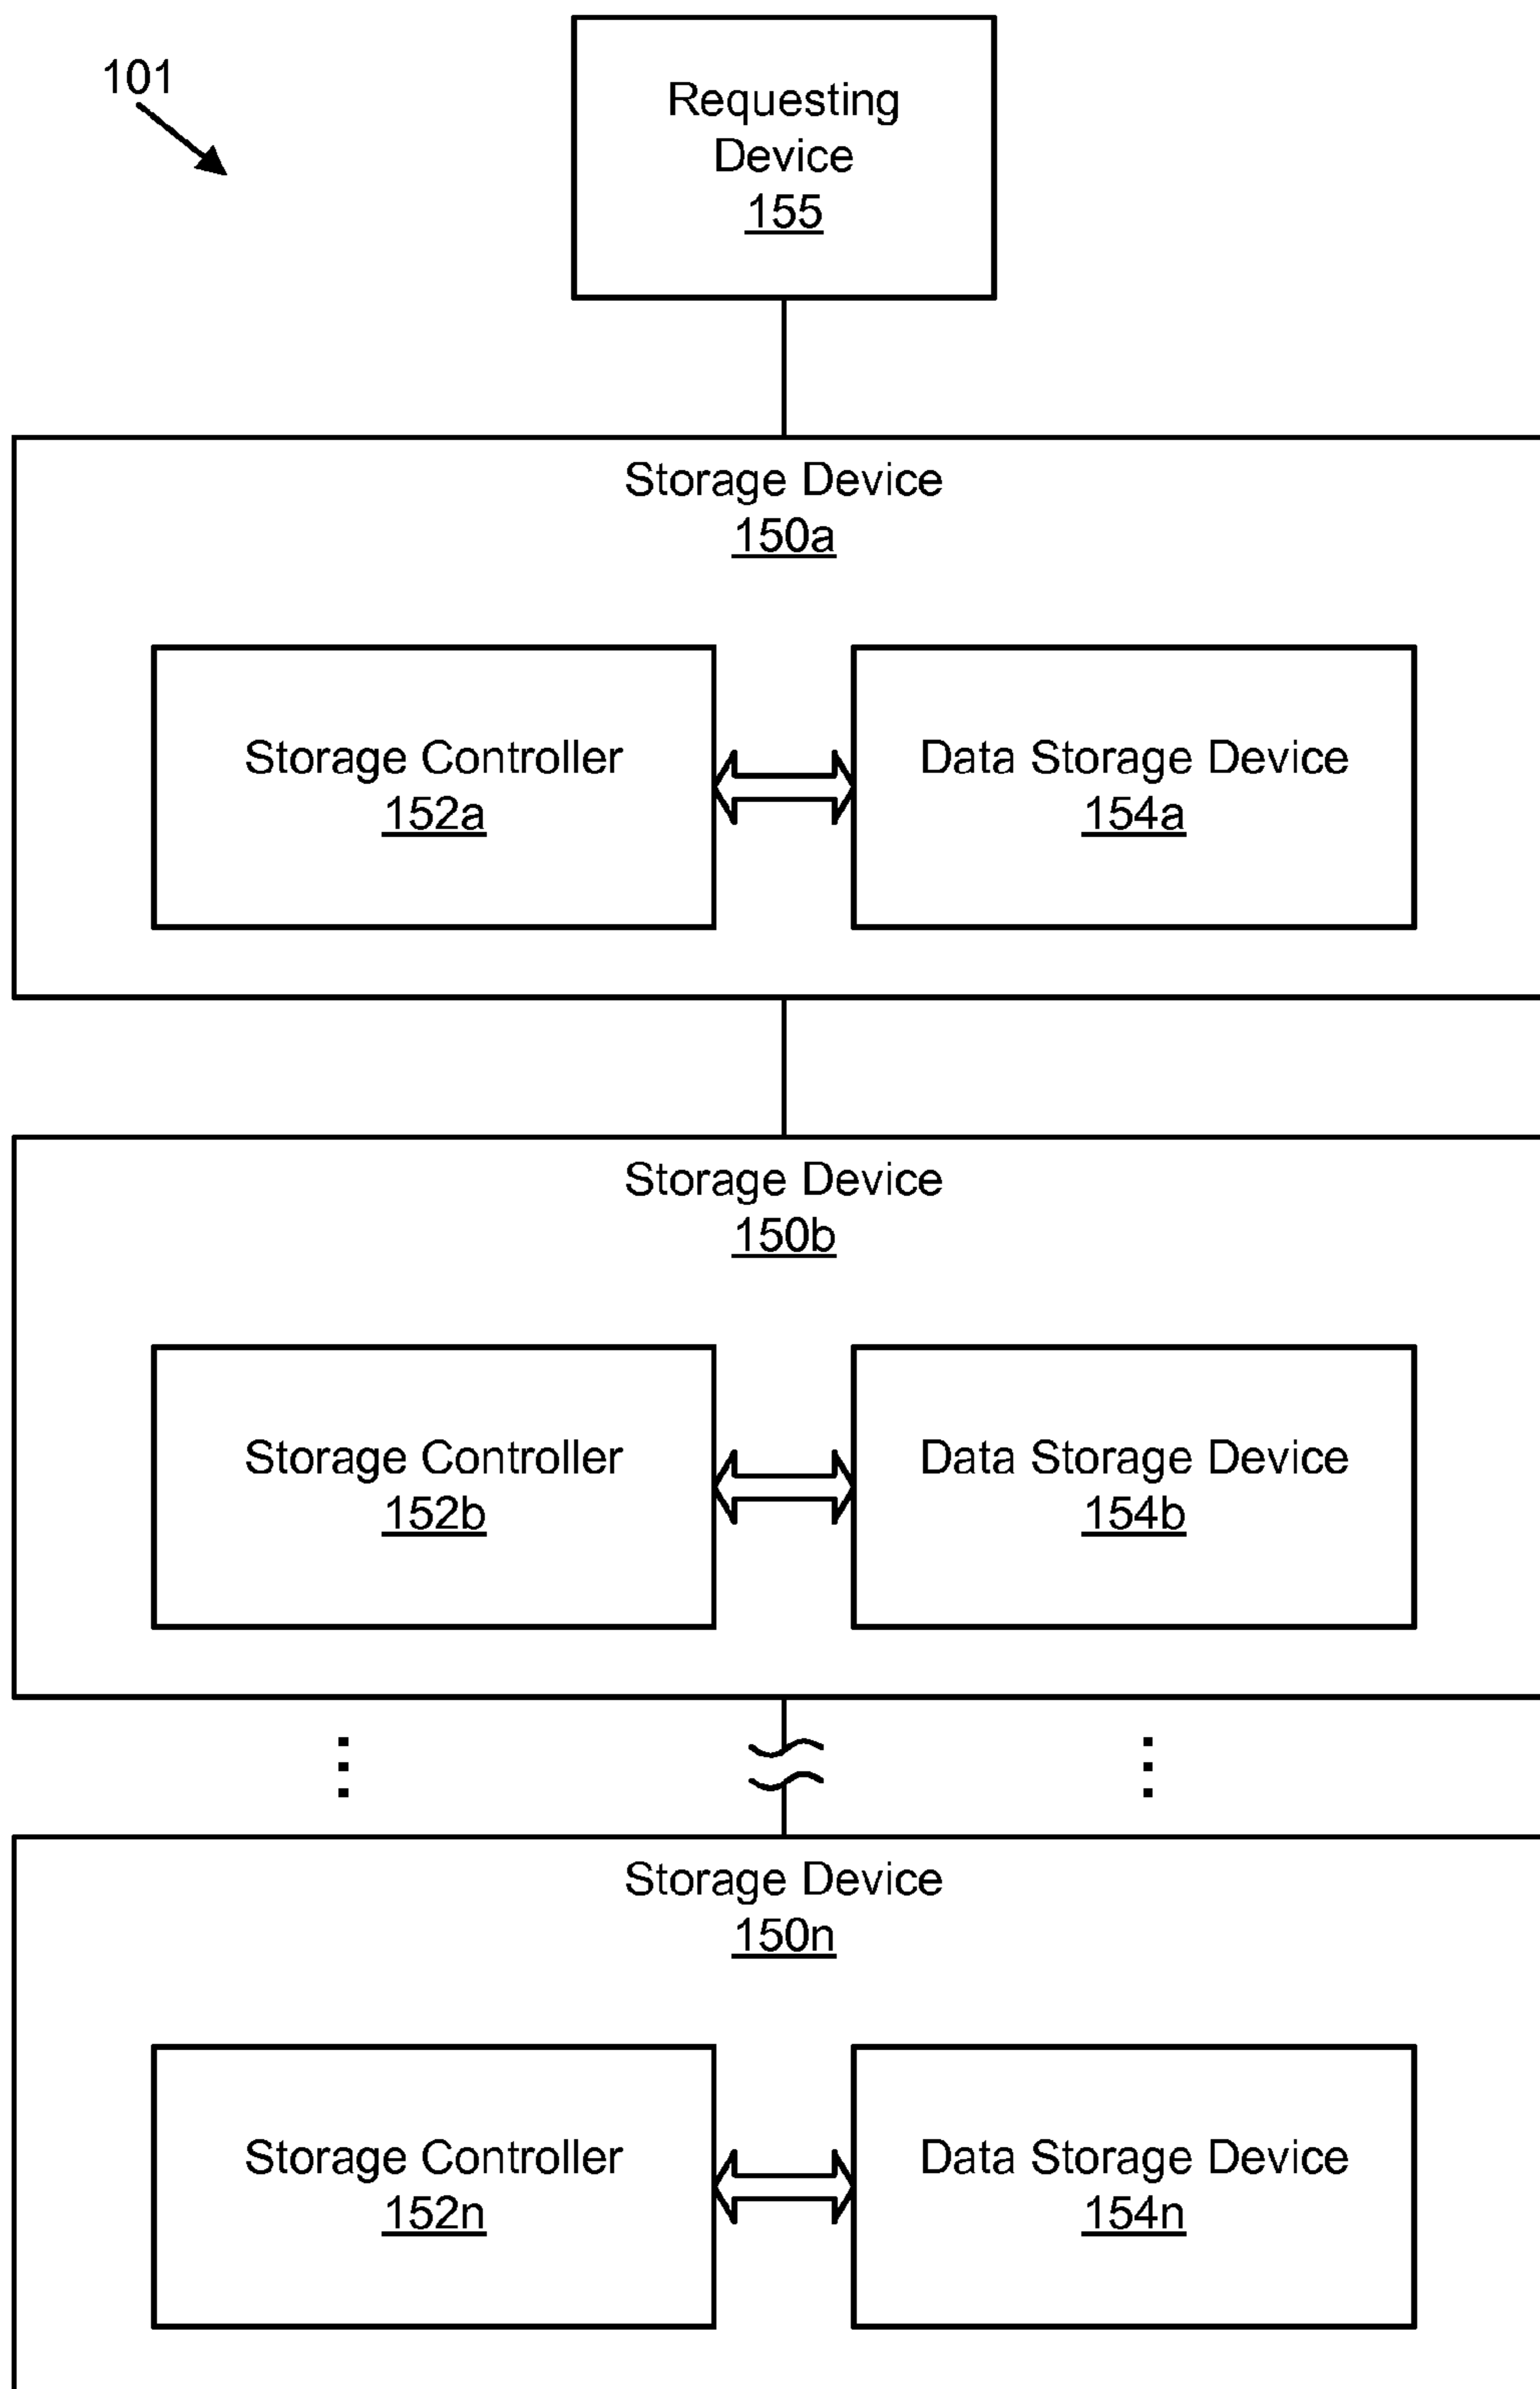 101
Requesting
Device
155
Storage Device
150a
Storage Controller
152a
Data Storage Device
154a
Storage Device
150b
Storage Controller
152b
Data Storage Device
154b
Storage Device
150n
Storage Controller
152n
Data Storage Device
154n